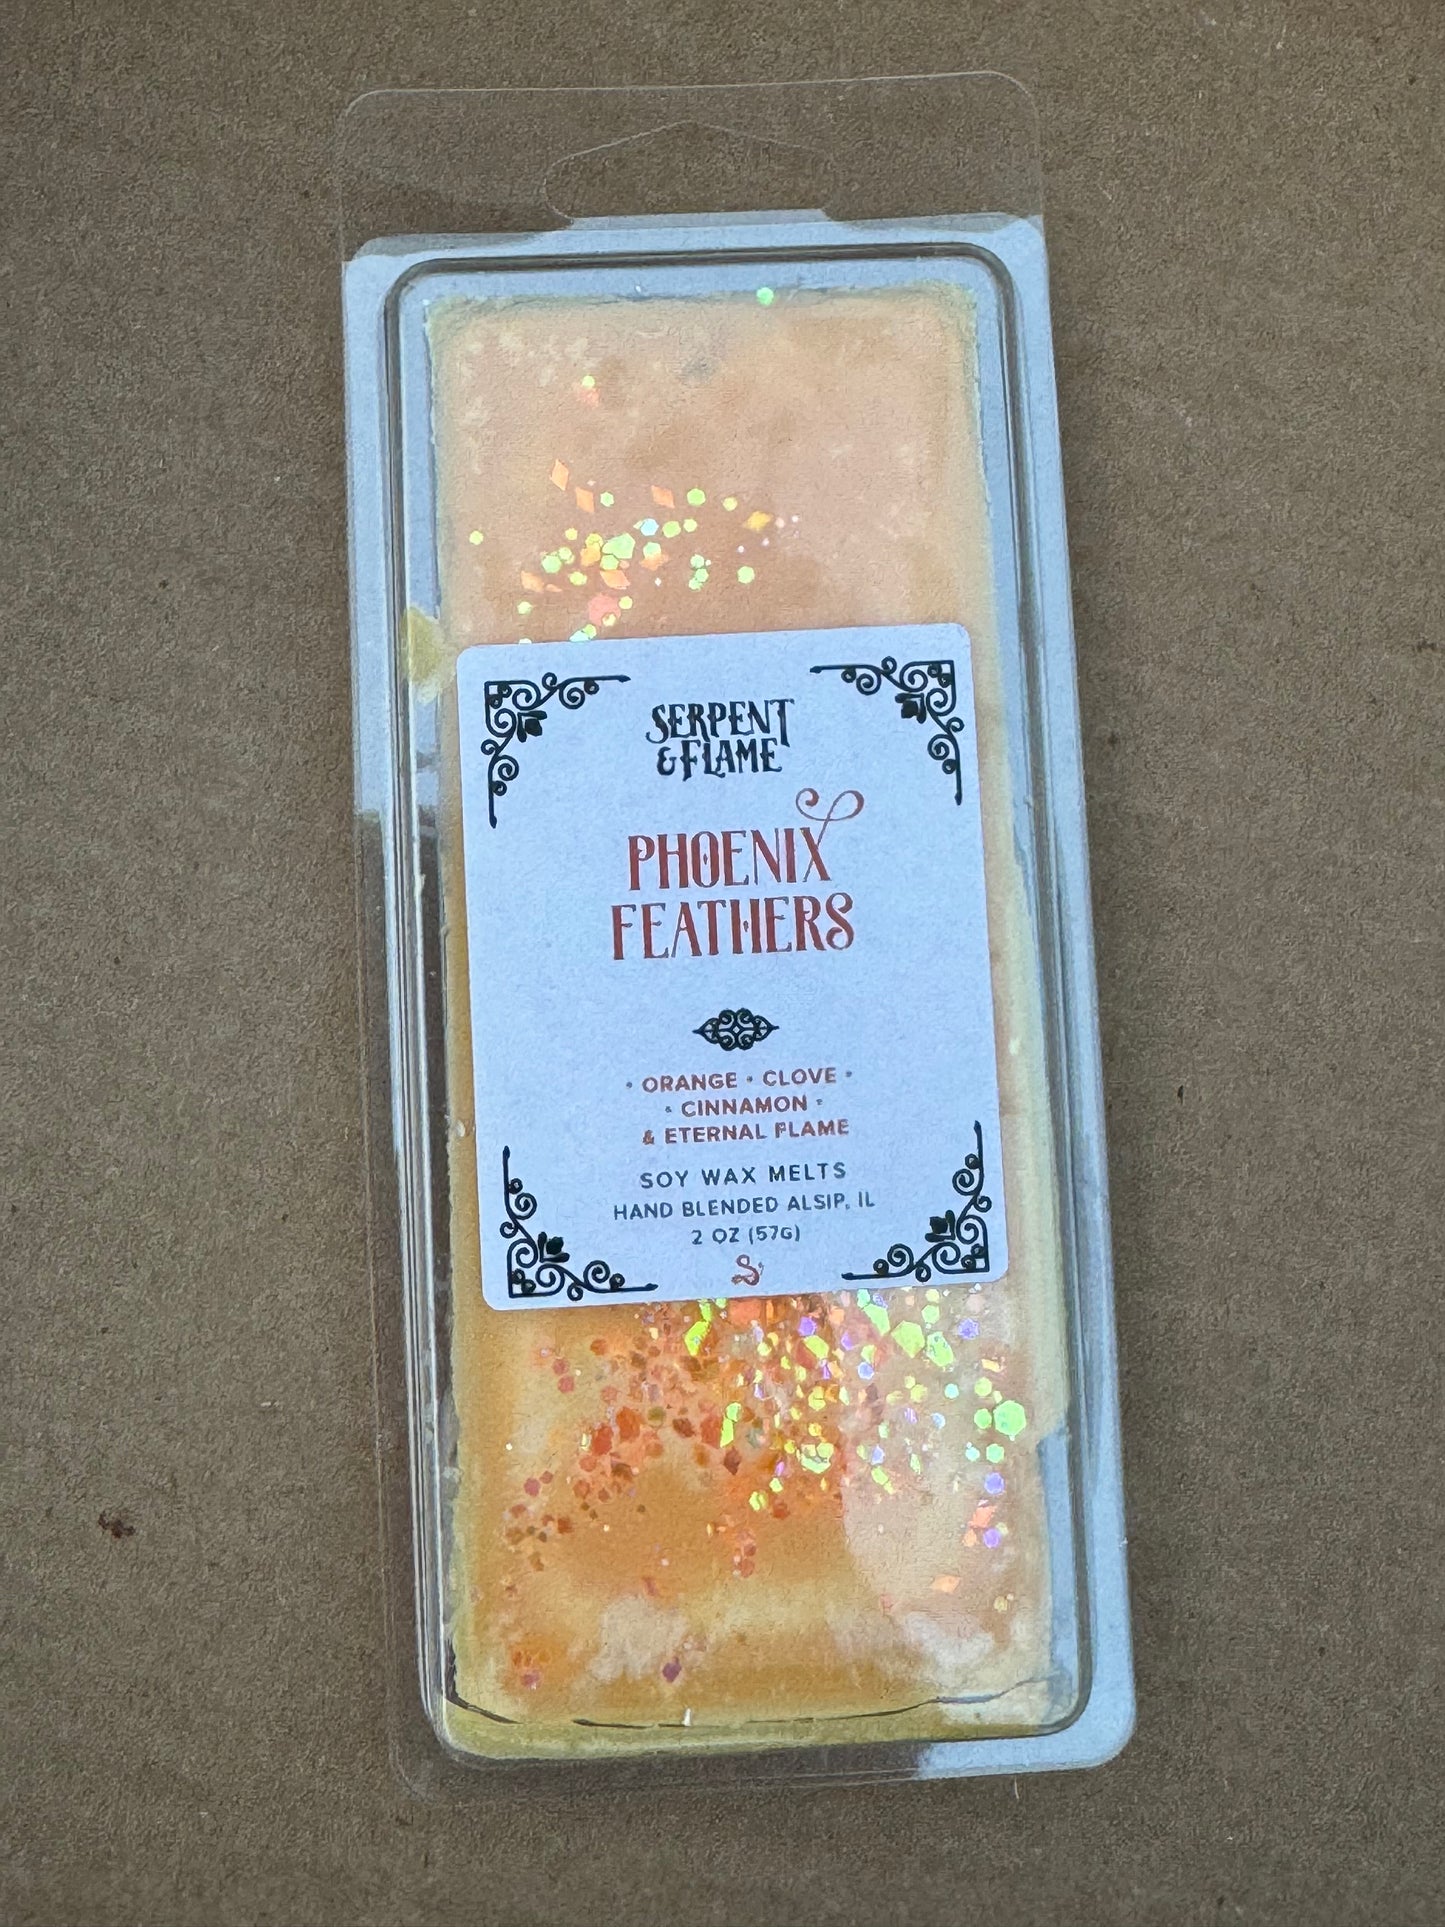 SERPENT
& FLAME
PHOENIX
FEATHERS
• ORANGE • CLOVE •
• CINNAMON •
& ETERNAL FLAME
SOY WAX MELTS
HAND BLENDED ALSIP, IL
2 OZ (57G)